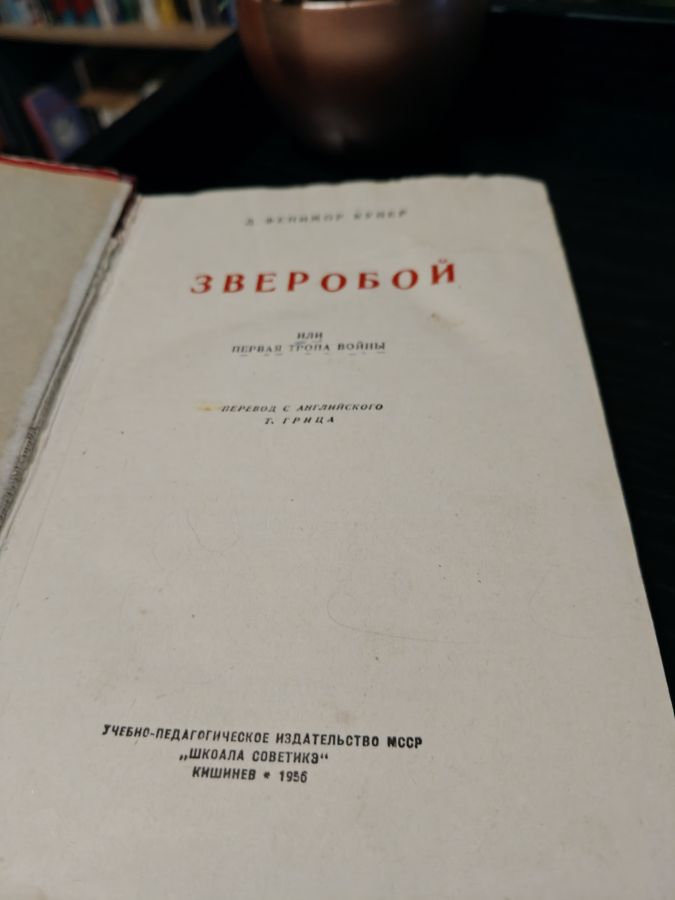 Д ФЕНИМОР КУПЕР
ЗВЕРОБОЙ
ИЛИ
ПЕРВАЯ ТРОПА ВОЙНЫ
ПЕРЕВОД С АНГЛИЙСКОГО
Т. ГРИЦА
УЧЕБНО-ПЕДАГОГИЧЕСКОЕ ИЗДАТЕЛЬСТВО МССР
„ШКОАЛА СОВЕТИКЭ“
КИШИНЕВ * 1956